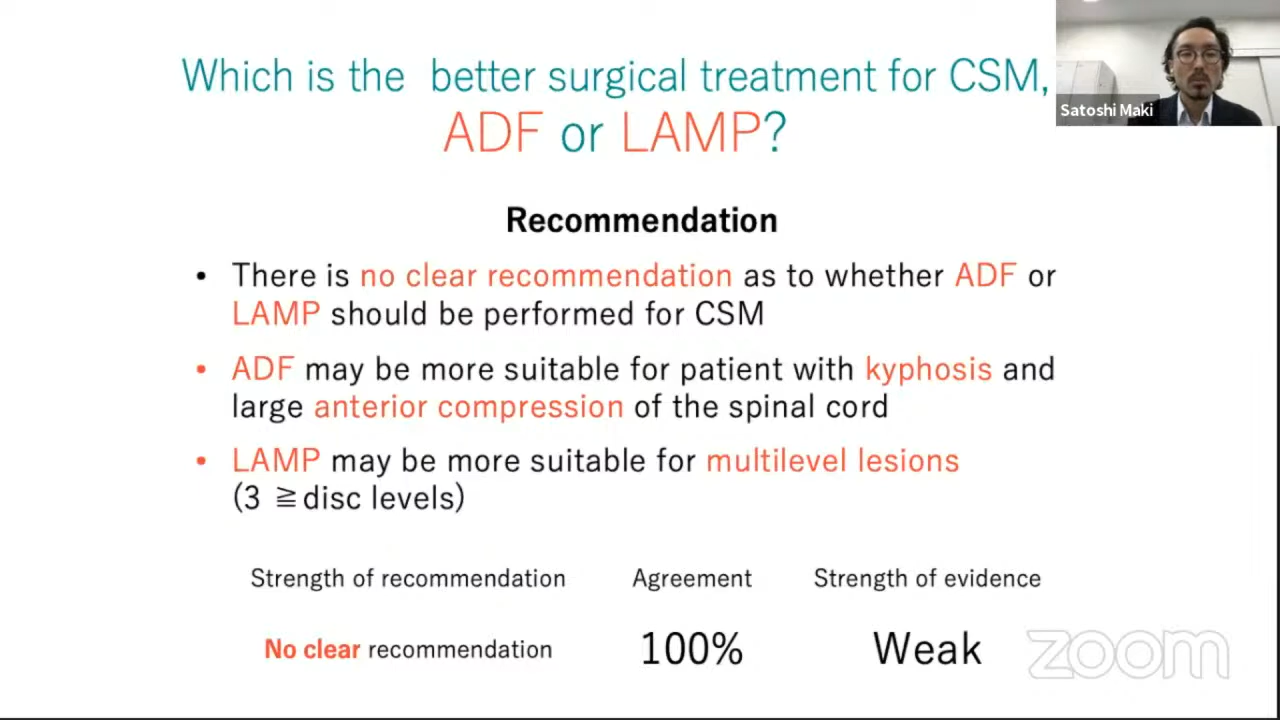 Which is the better surgical treatment for CSM,
ADF or LAMP?
Satoshi Maki
Recommendation
• There is no clear recommendation as to whether ADF or
LAMP should be performed for CSM
• ADF may be more suitable for patient with kyphosis and
large anterior compression of the spinal cord
• LAMP may be more suitable for multilevel lesions
(3 ≧disc levels)
Strength of recommendation Agreement Strength of evidence
No clear recommendation 100% Weak
zoom